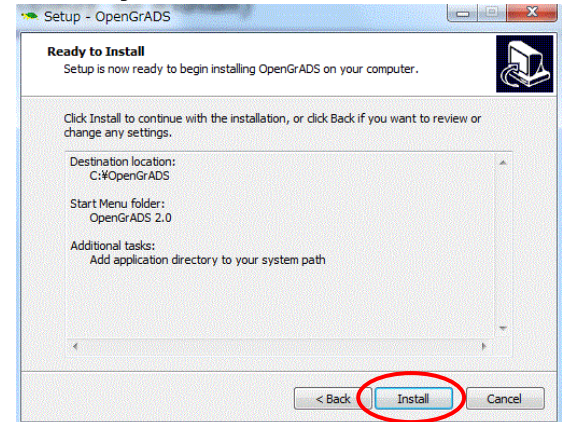 Setup - OpenGrADS
Ready to Install
Setup is now ready to begin installing OpenGrADS on your computer.
Click Install to continue with the installation, or click Back if you want to review or
change any settings.
Destination location:
C:¥OpenGrADS
Start Menu folder:
OpenGrADS 2.0
Additional tasks:
Add application directory to your system path
< Back
Install
Cancel